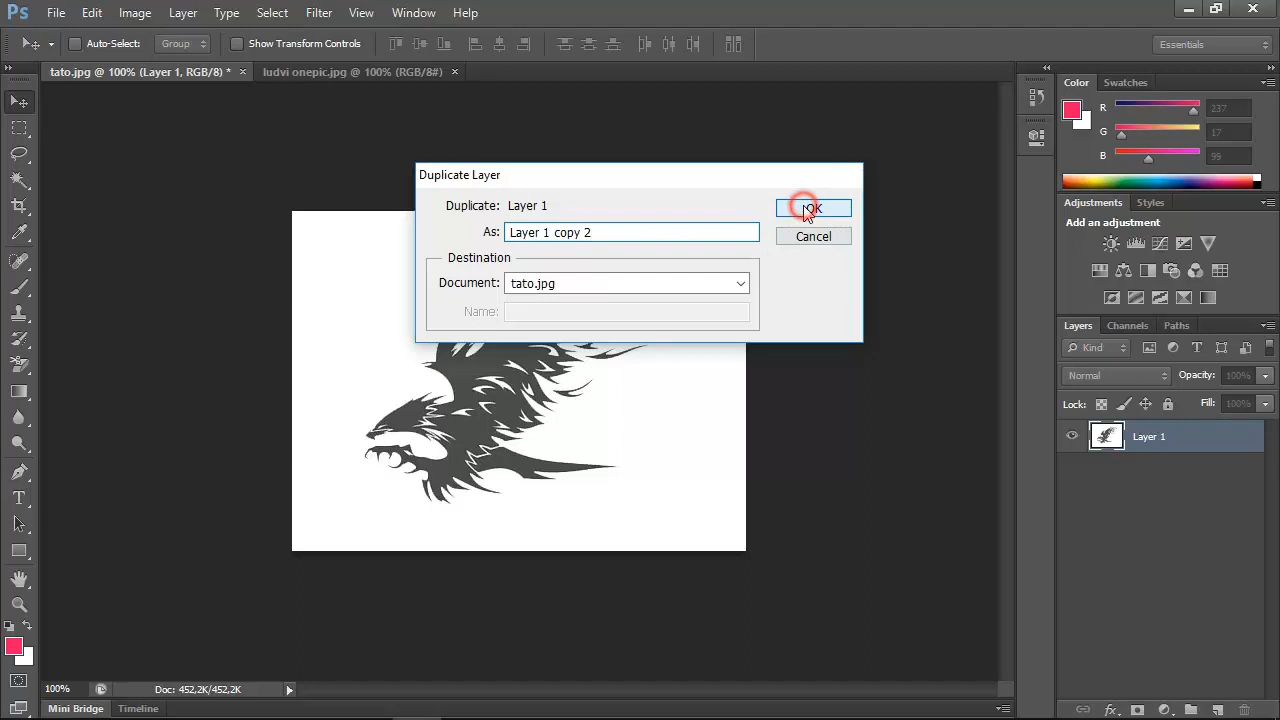 Ps File Edit Image Layer Type Select Filter View Window Help
Auto-Select: Group Show Transform Controls Essentials
tato.jpg @ 100% (Layer 1, RGB/8) * × ludvi onepic.jpg @ 100% (RGB/8#) ×
Color Swatches
R 237
G 17
B 99
Duplicate Layer
Duplicate: Layer 1
OK
As: Layer 1 copy 2
Cancel
Destination
Document: tato.jpg
Name:
Adjustments Styles
Add an adjustment
Layers Channels Paths
Kind
Normal Opacity: 100%
Lock: Fill: 100%
Layer 1
100% Doc: 452,2K/452,2K
Mini Bridge Timeline